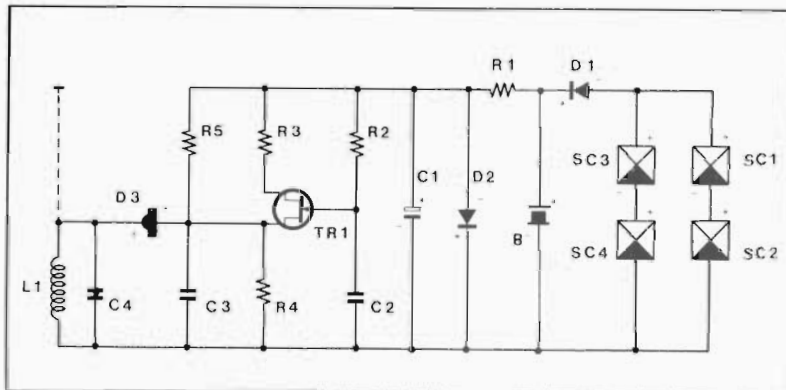 R1 D1
R5 R3 R2
SC3 SC1
C1 D2
D3
TR1
B
SC4 SC2
L1
C4 C3 R4 C2